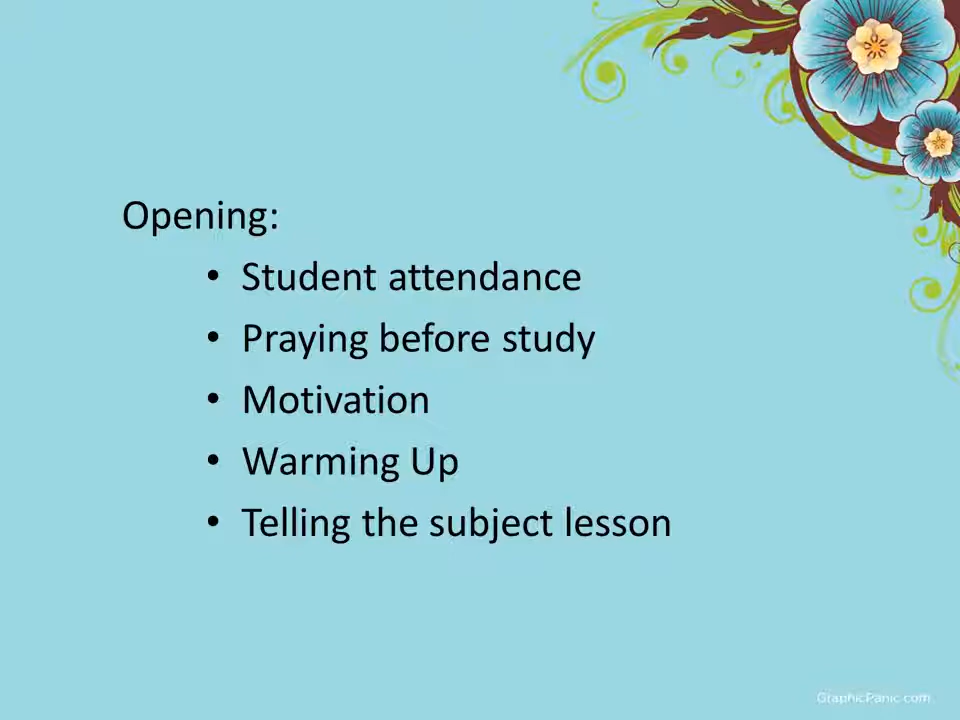 Opening:
• Student attendance
• Praying before study
• Motivation
• Warming Up
• Telling the subject lesson
GraphicPanic.com